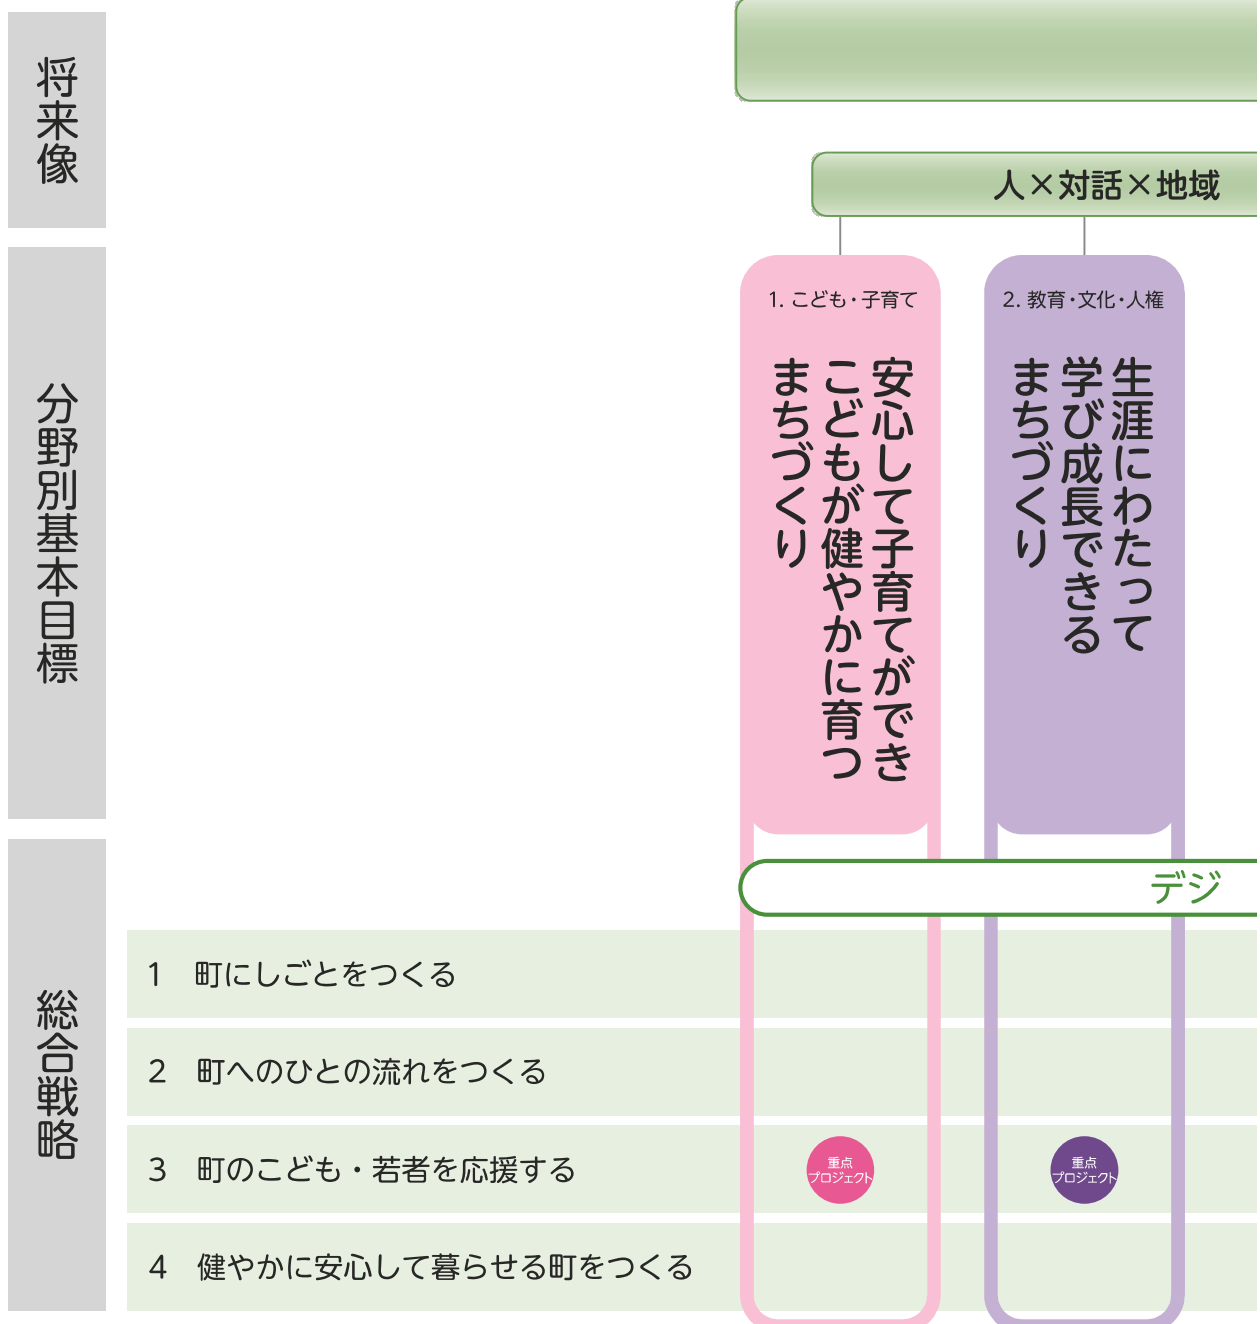 将来像
人×対話×地域
分野別基本目標
1. こども・子育て
安心して子育てができ
こどもが健やかに育つ
まちづくり
2. 教育・文化・人権
生涯にわたって
学び成長できる
まちづくり
デジ
総合戦略
1 町にしごとをつくる
2 町へのひとの流れをつくる
3 町のこども・若者を応援する
重点
プロジェクト
重点
プロジェクト
4 健やかに安心して暮らせる町をつくる